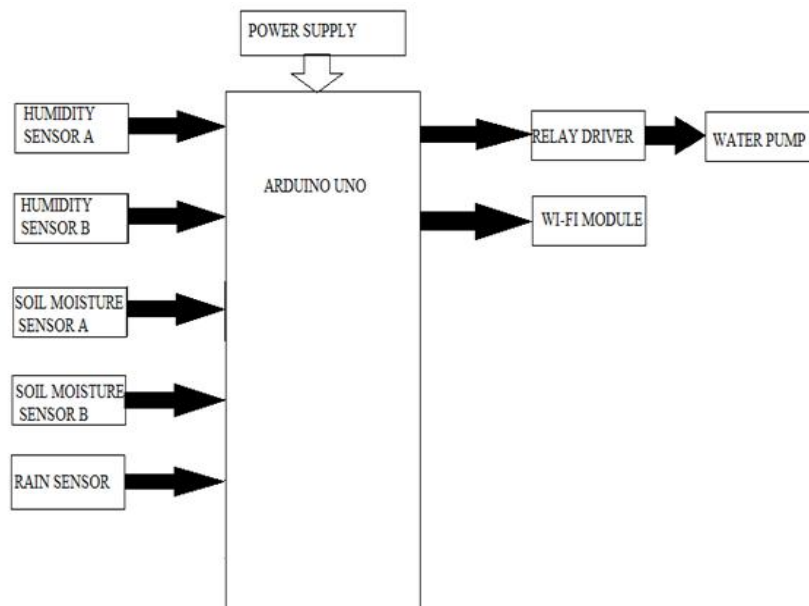 POWER SUPPLY
HUMIDITY
SENSOR A
HUMIDITY
SENSOR B
SOIL MOISTURE
SENSOR A
SOIL MOISTURE
SENSOR B
RAIN SENSOR
ARDUINO UNO
RELAY DRIVER
WATER PUMP
WI-FI MODULE